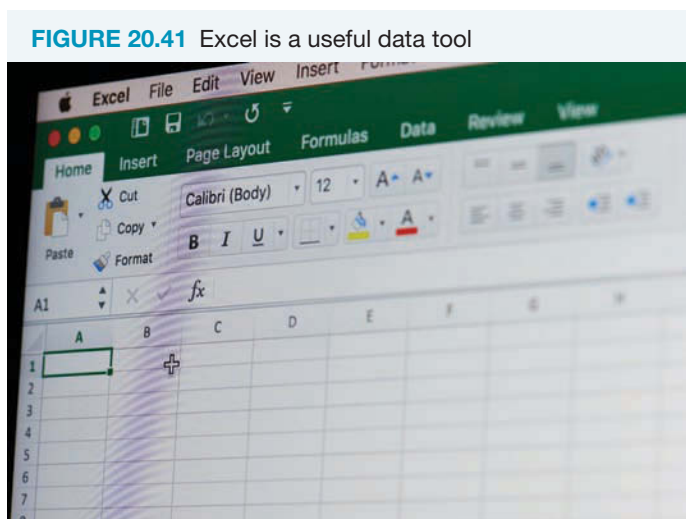 FIGURE 20.41 Excel is a useful data tool
Excel File Edit View Insert
Home Insert Page Layout Formulas Data Review View
Cut
Calibri (Body) 12 A A
Copy
Paste
B I U A
Format
A1 fx
A B C D E F G H
1
2
3
4
5
6
7